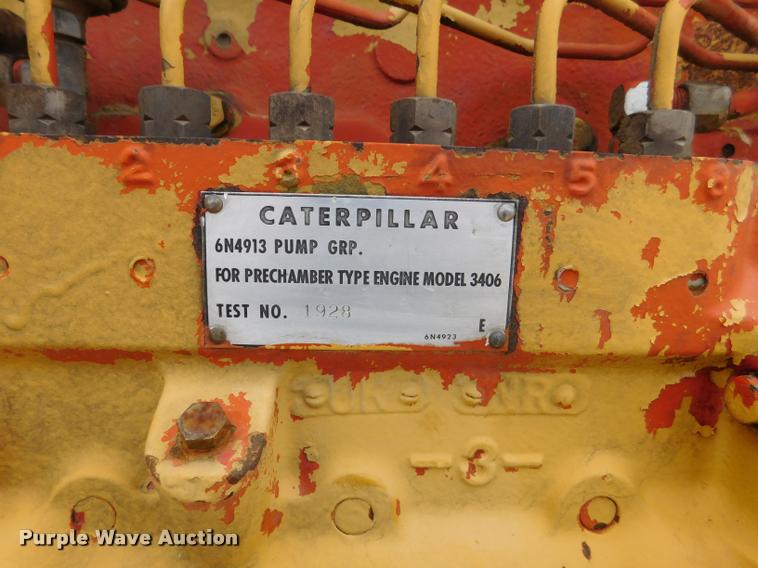 2 3 4 5 6
CATERPILLAR
6N4913 PUMP GRP.
FOR PRECHAMBER TYPE ENGINE MODEL 3406
TEST NO. 1928
E
6N4923
-3-
Purple Wave Auction